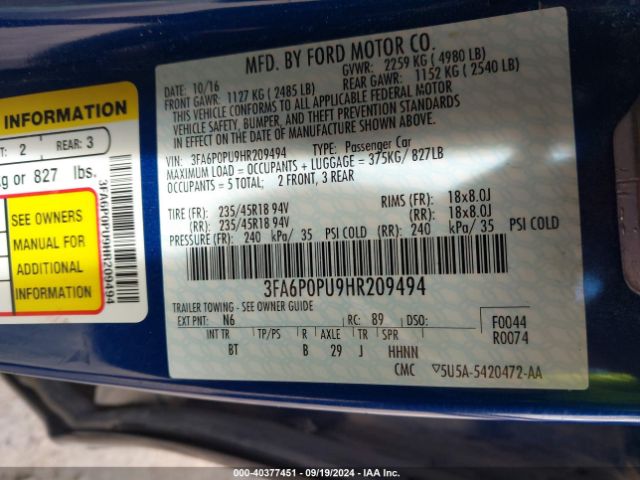 INFORMATION
2 REAR: 3
or 827 lbs.
SEE OWNERS
MANUAL FOR
ADDITIONAL
INFORMATION
3FA6P0PU9HR209494
MFD. BY FORD MOTOR CO.
DATE: 10/16 GVWR: 2259 KG ( 4980 LB)
FRONT GAWR: 1127 KG ( 2485 LB) REAR GAWR: 1152 KG ( 2540 LB)
THIS VEHICLE CONFORMS TO ALL APPLICABLE FEDERAL MOTOR
VEHICLE SAFETY, BUMPER, AND THEFT PREVENTION STANDARDS
IN EFFECT ON THE DATE OF MANUFACTURE SHOWN ABOVE.
VIN: 3FA6P0PU9HR209494 TYPE: Passenger Car
MAXIMUM LOAD = OCCUPANTS + LUGGAGE = 375KG/ 827LB
OCCUPANTS = 5 TOTAL; 2 FRONT, 3 REAR
TIRE (FR): 235/45R18 94V RIMS (FR): 18x8.0J
(RR): 235/45R18 94V (RR): 18x8.0J
PRESSURE (FR): 240 kPa/ 35 PSI COLD (RR): 240 kPa/ 35 PSI COLD
3FA6P0PU9HR209494
TRAILER TOWING - SEE OWNER GUIDE
EXT PNT: N6 RC: 89 DSO: F0044
INT TR TP/PS R AXLE TR SPR R0074
BT B 29 J HHNN
CMC 5U5A-5420472-AA
000-40377451 - 09/19/2024 - IAA Inc.